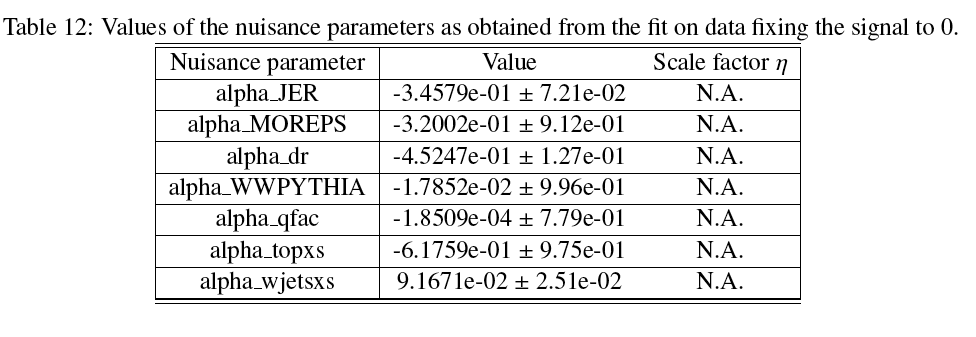 Table 12: Values of the nuisance parameters as obtained from the fit on data fixing the signal to 0.
Nuisance parameter Value Scale factor η
alpha_JER -3.4579e-01 ± 7.21e-02 N.A.
alpha_MOREPS -3.2002e-01 ± 9.12e-01 N.A.
alpha_dr -4.5247e-01 ± 1.27e-01 N.A.
alpha_WWPYTHIA -1.7852e-02 ± 9.96e-01 N.A.
alpha_qfac -1.8509e-04 ± 7.79e-01 N.A.
alpha_topxs -6.1759e-01 ± 9.75e-01 N.A.
alpha_wjetsxs 9.1671e-02 ± 2.51e-02 N.A.